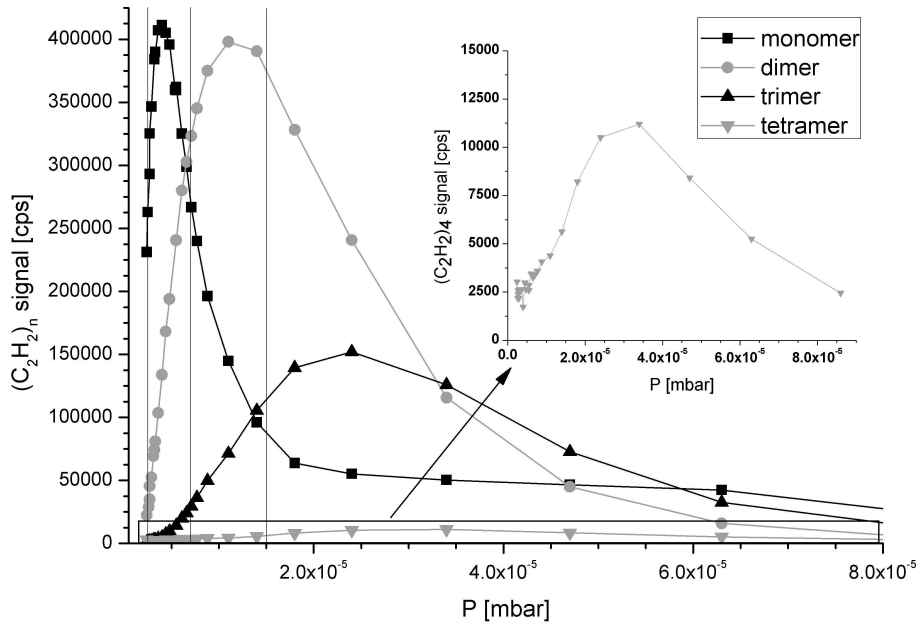 400000
350000
300000
250000
200000
150000
100000
50000
0
(C₂H₂)ₙ signal [cps]
2.0x10⁻⁵
4.0x10⁻⁵
6.0x10⁻⁵
8.0x10⁻⁵
P [mbar]
15000
12500
10000
7500
5000
2500
0
(C₂H₂)4 signal [cps]
0.0
2.0x10⁻⁵
4.0x10⁻⁵
6.0x10⁻⁵
8.0x10⁻⁵
P [mbar]
monomer
dimer
trimer
tetramer